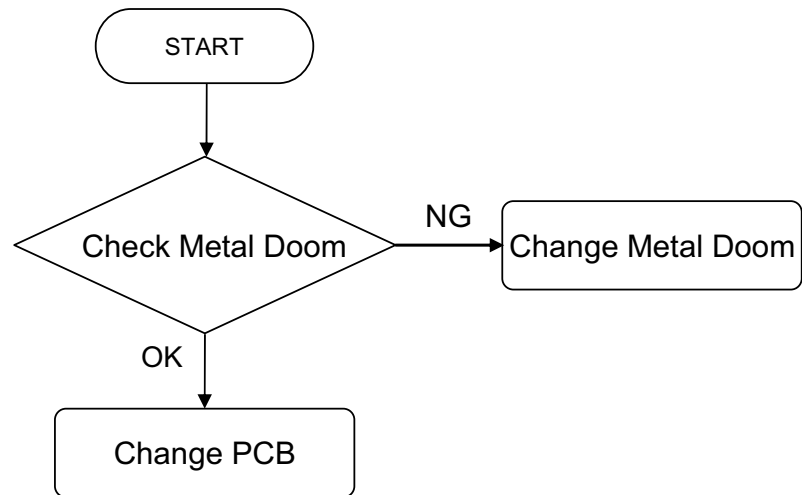 START
Check Metal Doom
NG
Change Metal Doom
OK
Change PCB